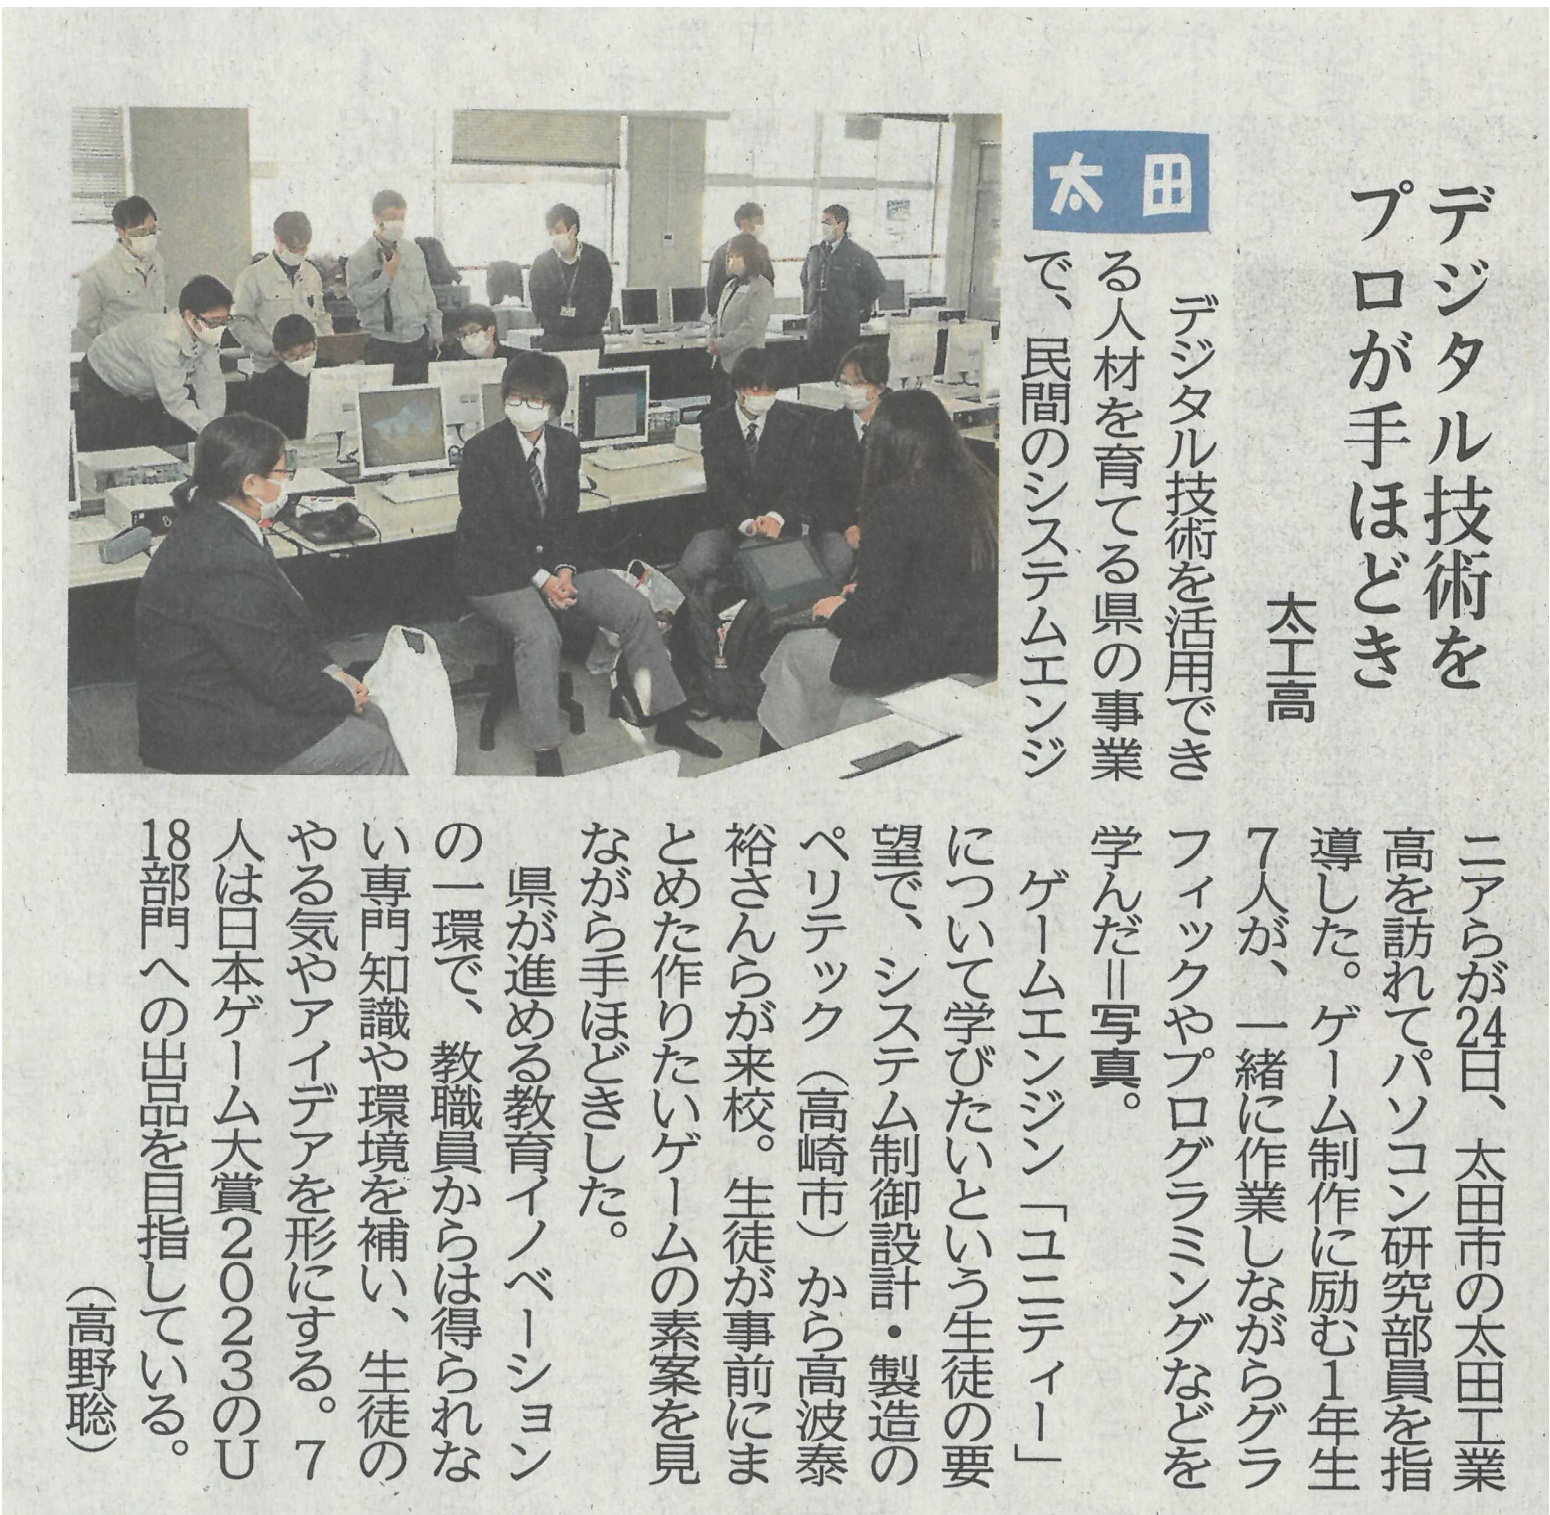 デジタル技術を
プロが手ほどき
太工高
太田
デジタル技術を活用でき
る人材を育てる県の事業
で、民間のシステムエンジ
ニアらが24日、太田市の太田工業
高を訪れてパソコン研究部員を指
導した。ゲーム制作に励む1年生
7人が、一緒に作業しながらグラ
フィックやプログラミングなどを
学んだ＝写真。
ゲームエンジン「ユニティー」
について学びたいという生徒の要
望で、システム制御設計・製造の
ペリテック（高崎市）から高波泰
裕さんらが来校。生徒が事前にま
とめた作りたいゲームの素案を見
ながら手ほどきした。
県が進める教育イノベーション
の一環で、教職員からは得られな
い専門知識や環境を補い、生徒の
やる気やアイデアを形にする。7
人は日本ゲーム大賞2023のU
18部門への出品を目指している。
（高野聡）